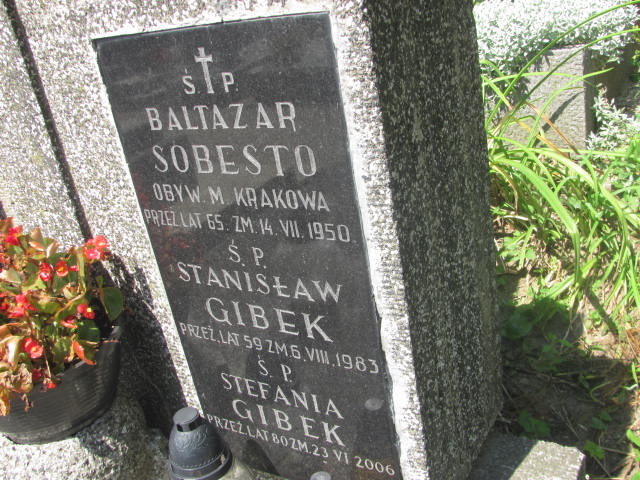 Ś. P.
BALTAZAR
SOBESTO
OBYW. M. KRAKOWA
PRZEŻ. LAT 65. ZM. 14. VII. 1950.
Ś. P.
STANISŁAW
GIBEK
PRZEŻ. LAT 59 ZM. 6. VIII. 1983
Ś. P.
STEFANIA
GIBEK
PRZEŻ. LAT 80 ZM. 23 VI 2006